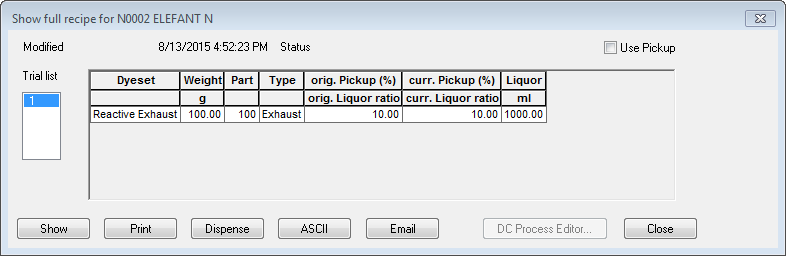 Show full recipe for N0002 ELEFANT N
Modified 8/13/2015 4:52:23 PM Status Use Pickup
Trial list
1
Dyeset Weight Part Type orig. Pickup (%) curr. Pickup (%) Liquor
g orig. Liquor ratio curr. Liquor ratio ml
Reactive Exhaust 100.00 100 Exhaust 10.00 10.00 1000.00
Show Print Dispense ASCII Email DC Process Editor... Close